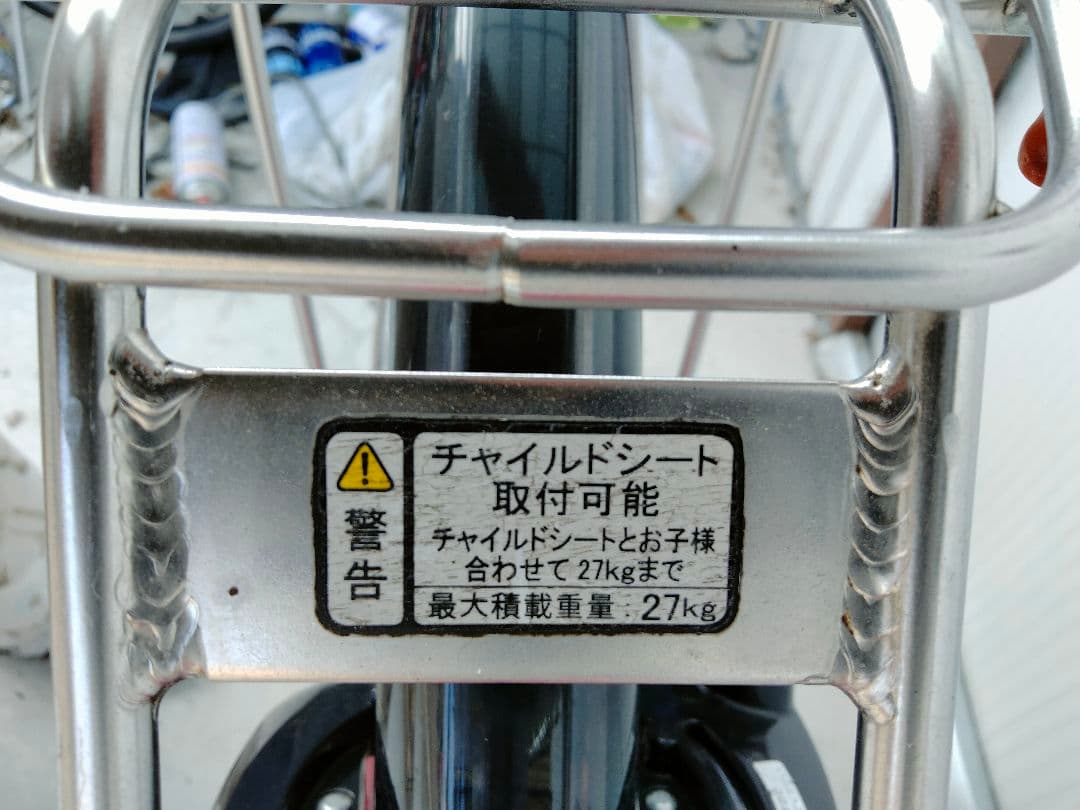 警告
チャイルドシート
取付可能
チャイルドシートとお子様
合わせて27kgまで
最大積載重量:27kg